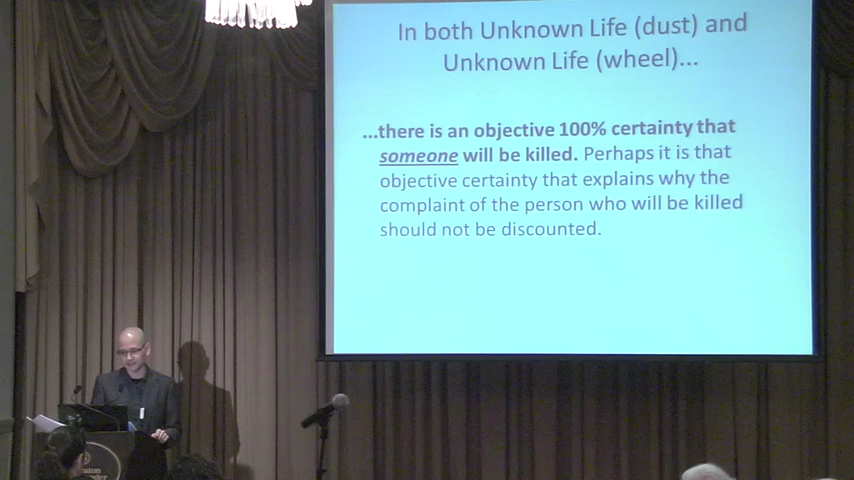 In both Unknown Life (dust) and
Unknown Life (wheel)...
...there is an objective 100% certainty that
someone will be killed. Perhaps it is that
objective certainty that explains why the
complaint of the person who will be killed
should not be discounted.